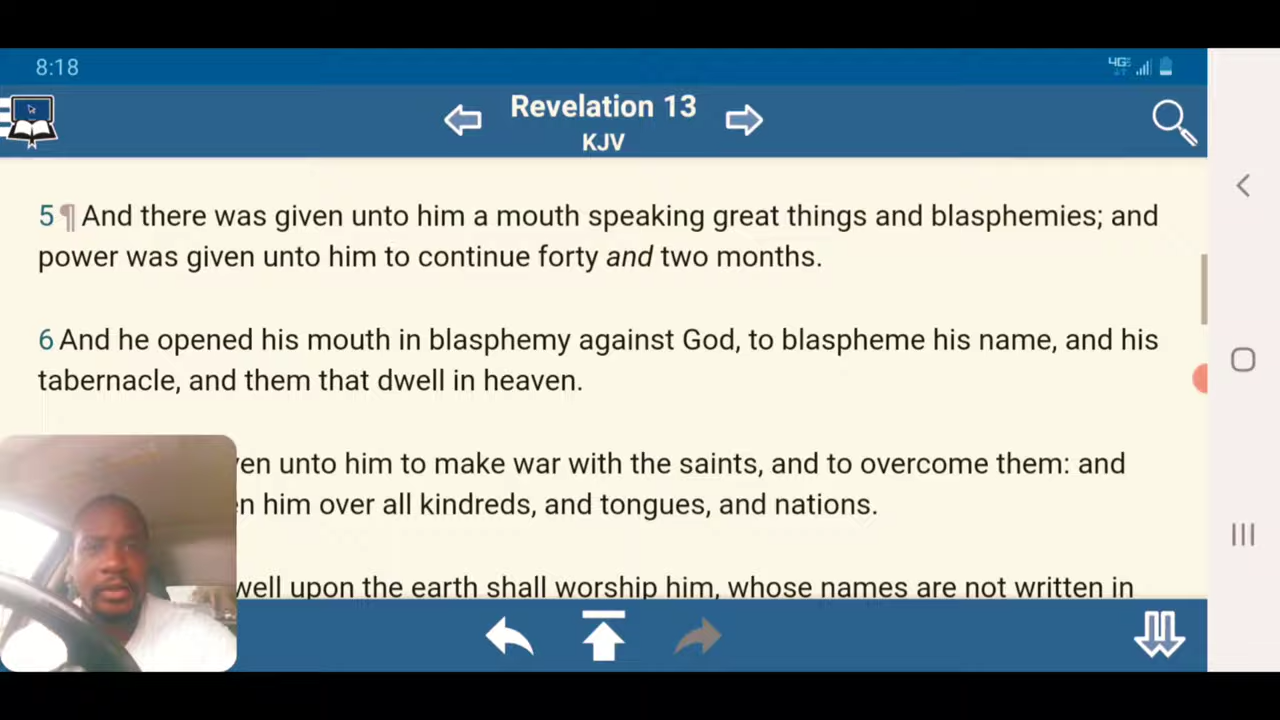 8:18
4G
Revelation 13
KJV
5 ¶ And there was given unto him a mouth speaking great things and blasphemies; and
power was given unto him to continue forty and two months.
6 And he opened his mouth in blasphemy against God, to blaspheme his name, and his
tabernacle, and them that dwell in heaven.
en unto him to make war with the saints, and to overcome them: and
n him over all kindreds, and tongues, and nations.
well upon the earth shall worship him, whose names are not written in